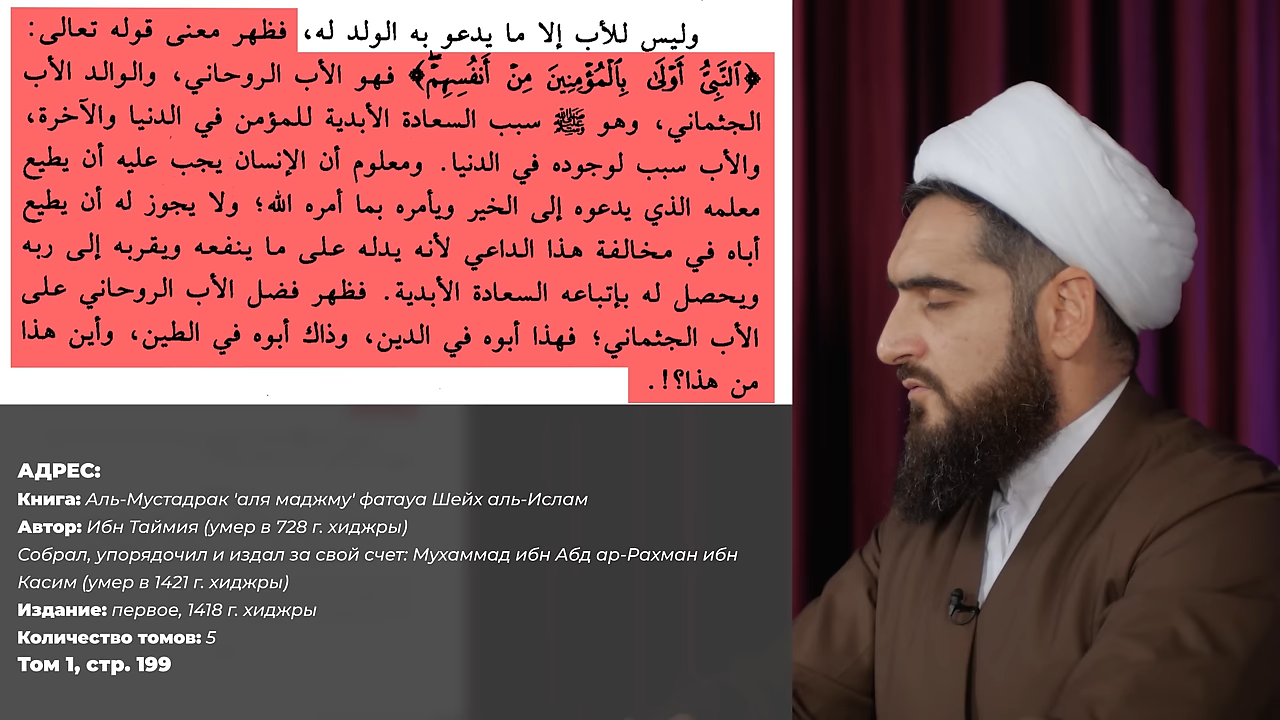 وليس للأب إلا ما يدعو به الولد له، فظهر معنى قوله تعالى:
﴿ٱلنَّبِىُّ أَوْلَىٰ بِٱلْمُؤْمِنِينَ مِنْ أَنفُسِهِمْۖ﴾ فهو الأب الروحاني، والوالد الأب
الجثماني، وهو ﷺ سبب السعادة الأبدية للمؤمن في الدنيا والآخرة،
والأب سبب لوجوده في الدنيا. ومعلوم أن الإنسان يجب عليه أن يطيع
معلمه الذي يدعوه إلى الخير ويأمره بما أمره الله؛ ولا يجوز له أن يطيع
أباه في مخالفة هذا الداعي لأنه يدله على ما ينفعه ويقربه إلى ربه
ويحصل له بإتباعه السعادة الأبدية. فظهر فضل الأب الروحاني على
الأب الجثماني؛ فهذا أبوه في الدين، وذاك أبوه في الطين، وأين هذا
من هذا؟!.
АДРЕС:
Книга: Аль-Мустадрак 'аля маджму' фатауа Шейх аль-Ислам
Автор: Ибн Таймия (умер в 728 г. хиджры)
Собрал, упорядочил и издал за свой счет: Мухаммад ибн Абд ар-Рахман ибн
Касим (умер в 1421 г. хиджры)
Издание: первое, 1418 г. хиджры
Количество томов: 5
Том 1, стр. 199